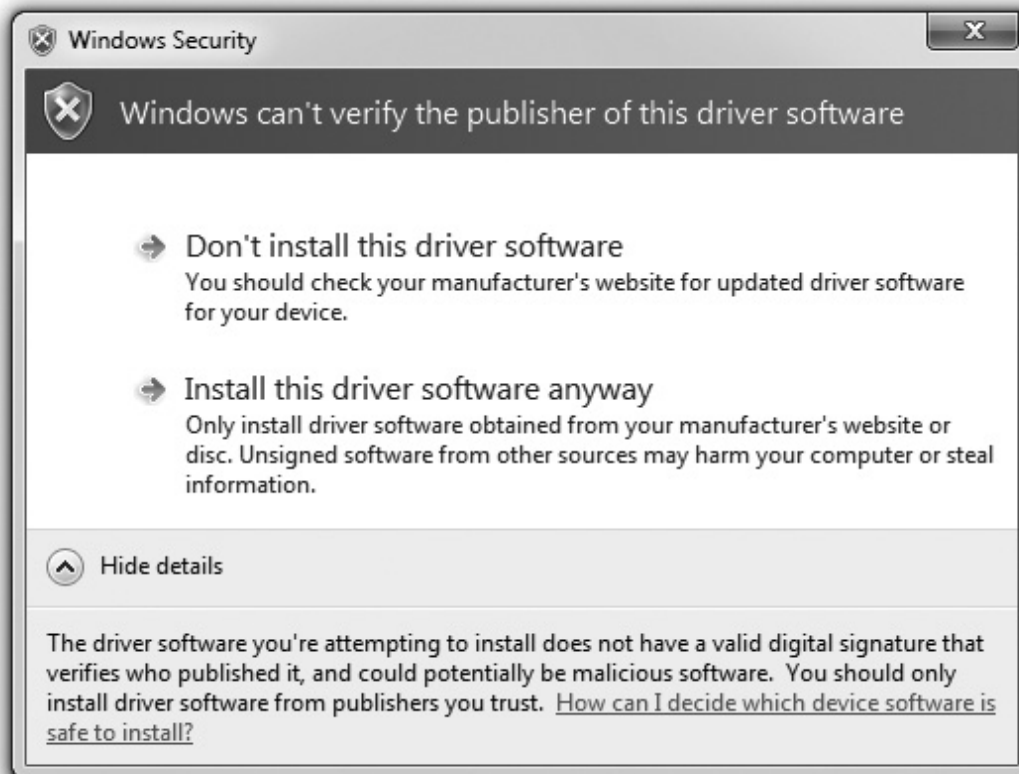 Windows Security
Windows can't verify the publisher of this driver software
Don't install this driver software
You should check your manufacturer's website for updated driver software
for your device.
Install this driver software anyway
Only install driver software obtained from your manufacturer's website or
disc. Unsigned software from other sources may harm your computer or steal
information.
Hide details
The driver software you're attempting to install does not have a valid digital signature that
verifies who published it, and could potentially be malicious software.  You should only
install driver software from publishers you trust.  How can I decide which device software is
safe to install?